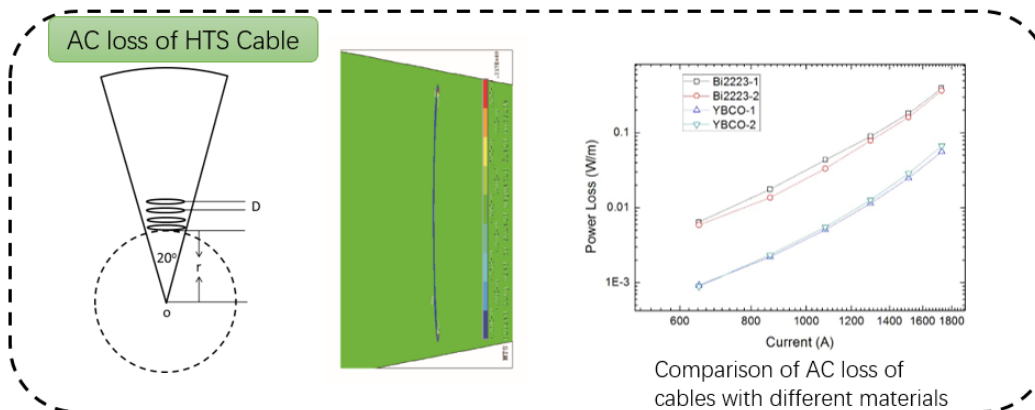 AC loss of HTS Cable
D
20°
r
o
HTS
Bi2223-1
Bi2223-2
YBCO-1
YBCO-2
0.1
0.01
1E-3
Power Loss (W/m)
600
800
1000
1200
1400
1600
1800
Current (A)
Comparison of AC loss of
cables with different materials